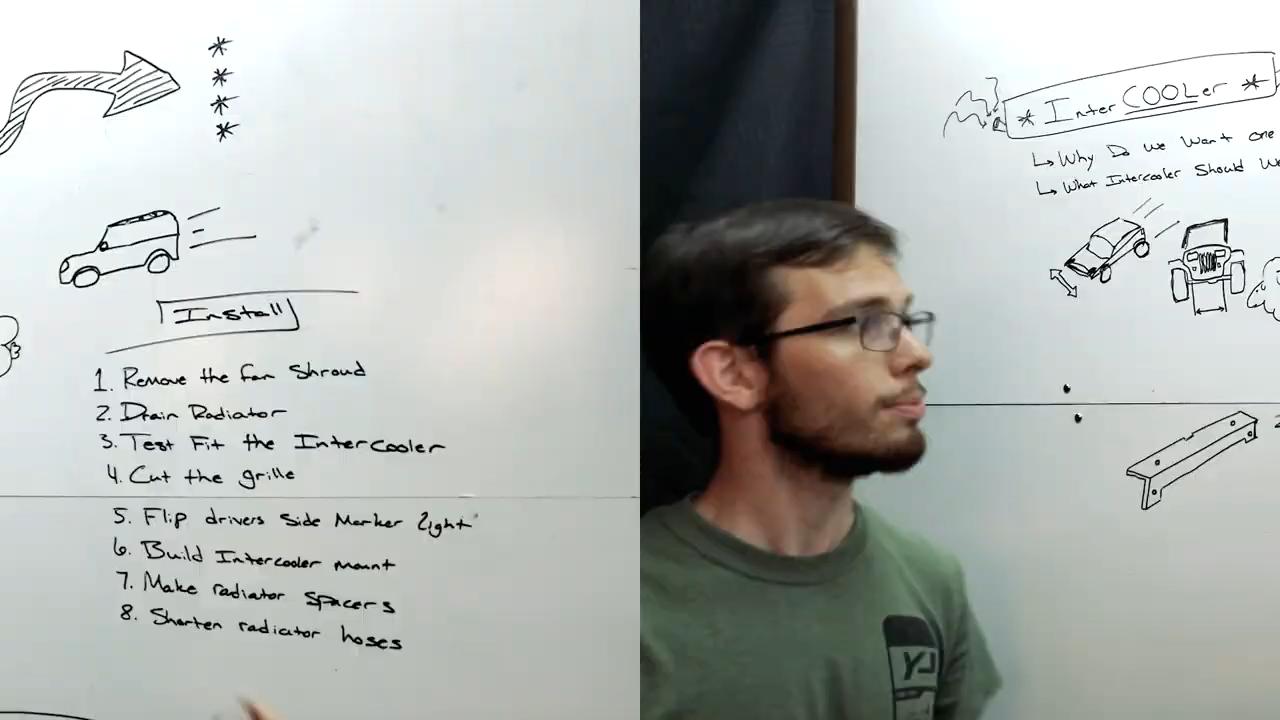 *
*
*
*
Install
1. Remove the fan Shroud
2. Drain Radiator
3. Test Fit the Intercooler
4. Cut the grille
5. Flip drivers Side Marker light
6. Build Intercooler mount
7. Make radiator Spacers
8. Shorten radiator hoses
* InterCOOLer *
↳ Why Do We Want one
↳ What Intercooler Should We
YJ